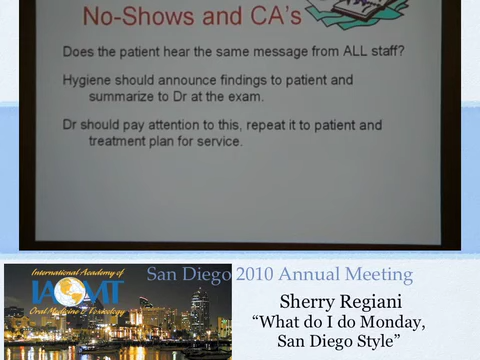 No-Shows and CA's
Does the patient hear the same message from ALL staff?
Hygiene should announce findings to patient and
summarize to Dr at the exam.
Dr should pay attention to this, repeat it to patient and
treatment plan for service.
International Academy of
IAOMT
Oral Medicine & Toxicology
San Diego 2010 Annual Meeting
Sherry Regiani
“What do I do Monday,
San Diego Style”